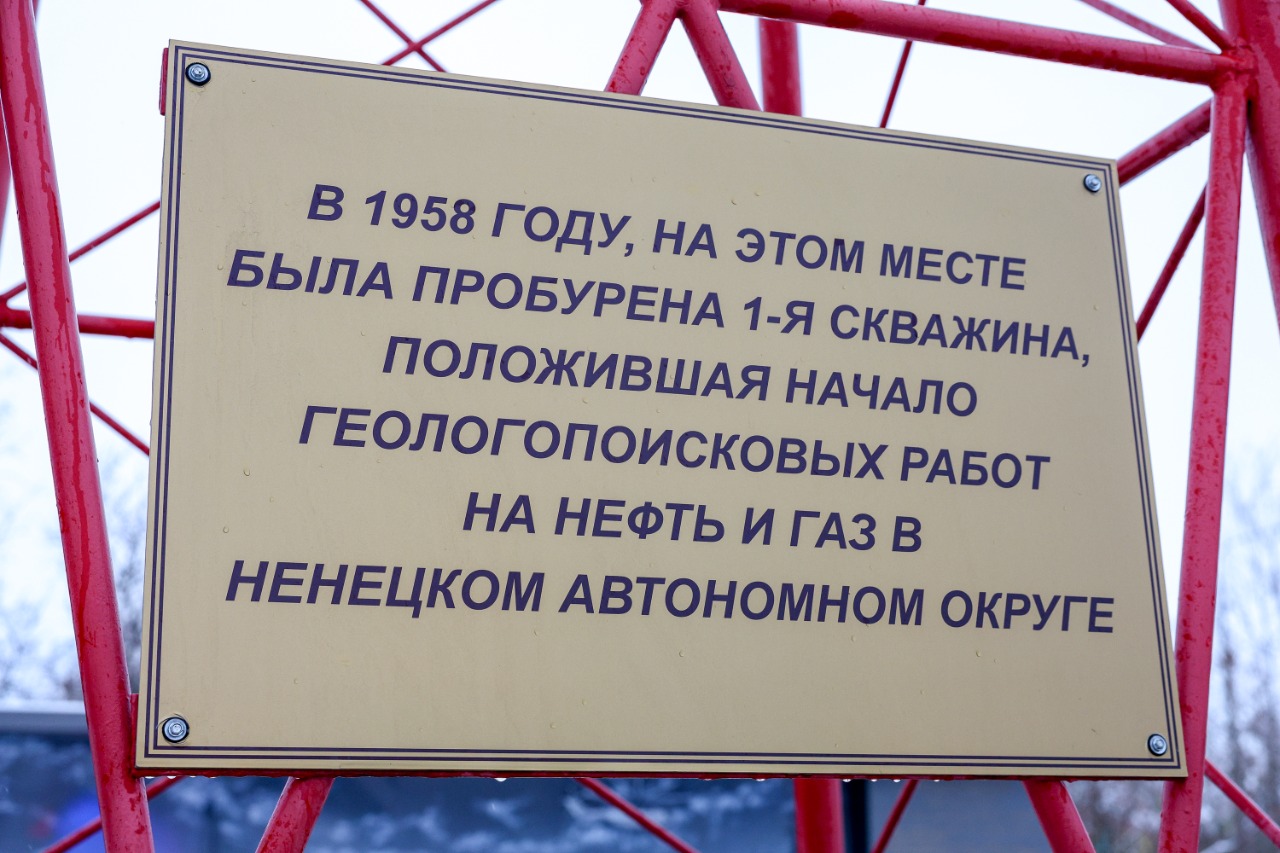 В 1958 ГОДУ, НА ЭТОМ МЕСТЕ
БЫЛА ПРОБУРЕНА 1-Я СКВАЖИНА,
ПОЛОЖИВШАЯ НАЧАЛО
ГЕОЛОГОПОИСКОВЫХ РАБОТ
НА НЕФТЬ И ГАЗ В
НЕНЕЦКОМ АВТОНОМНОМ ОКРУГЕ